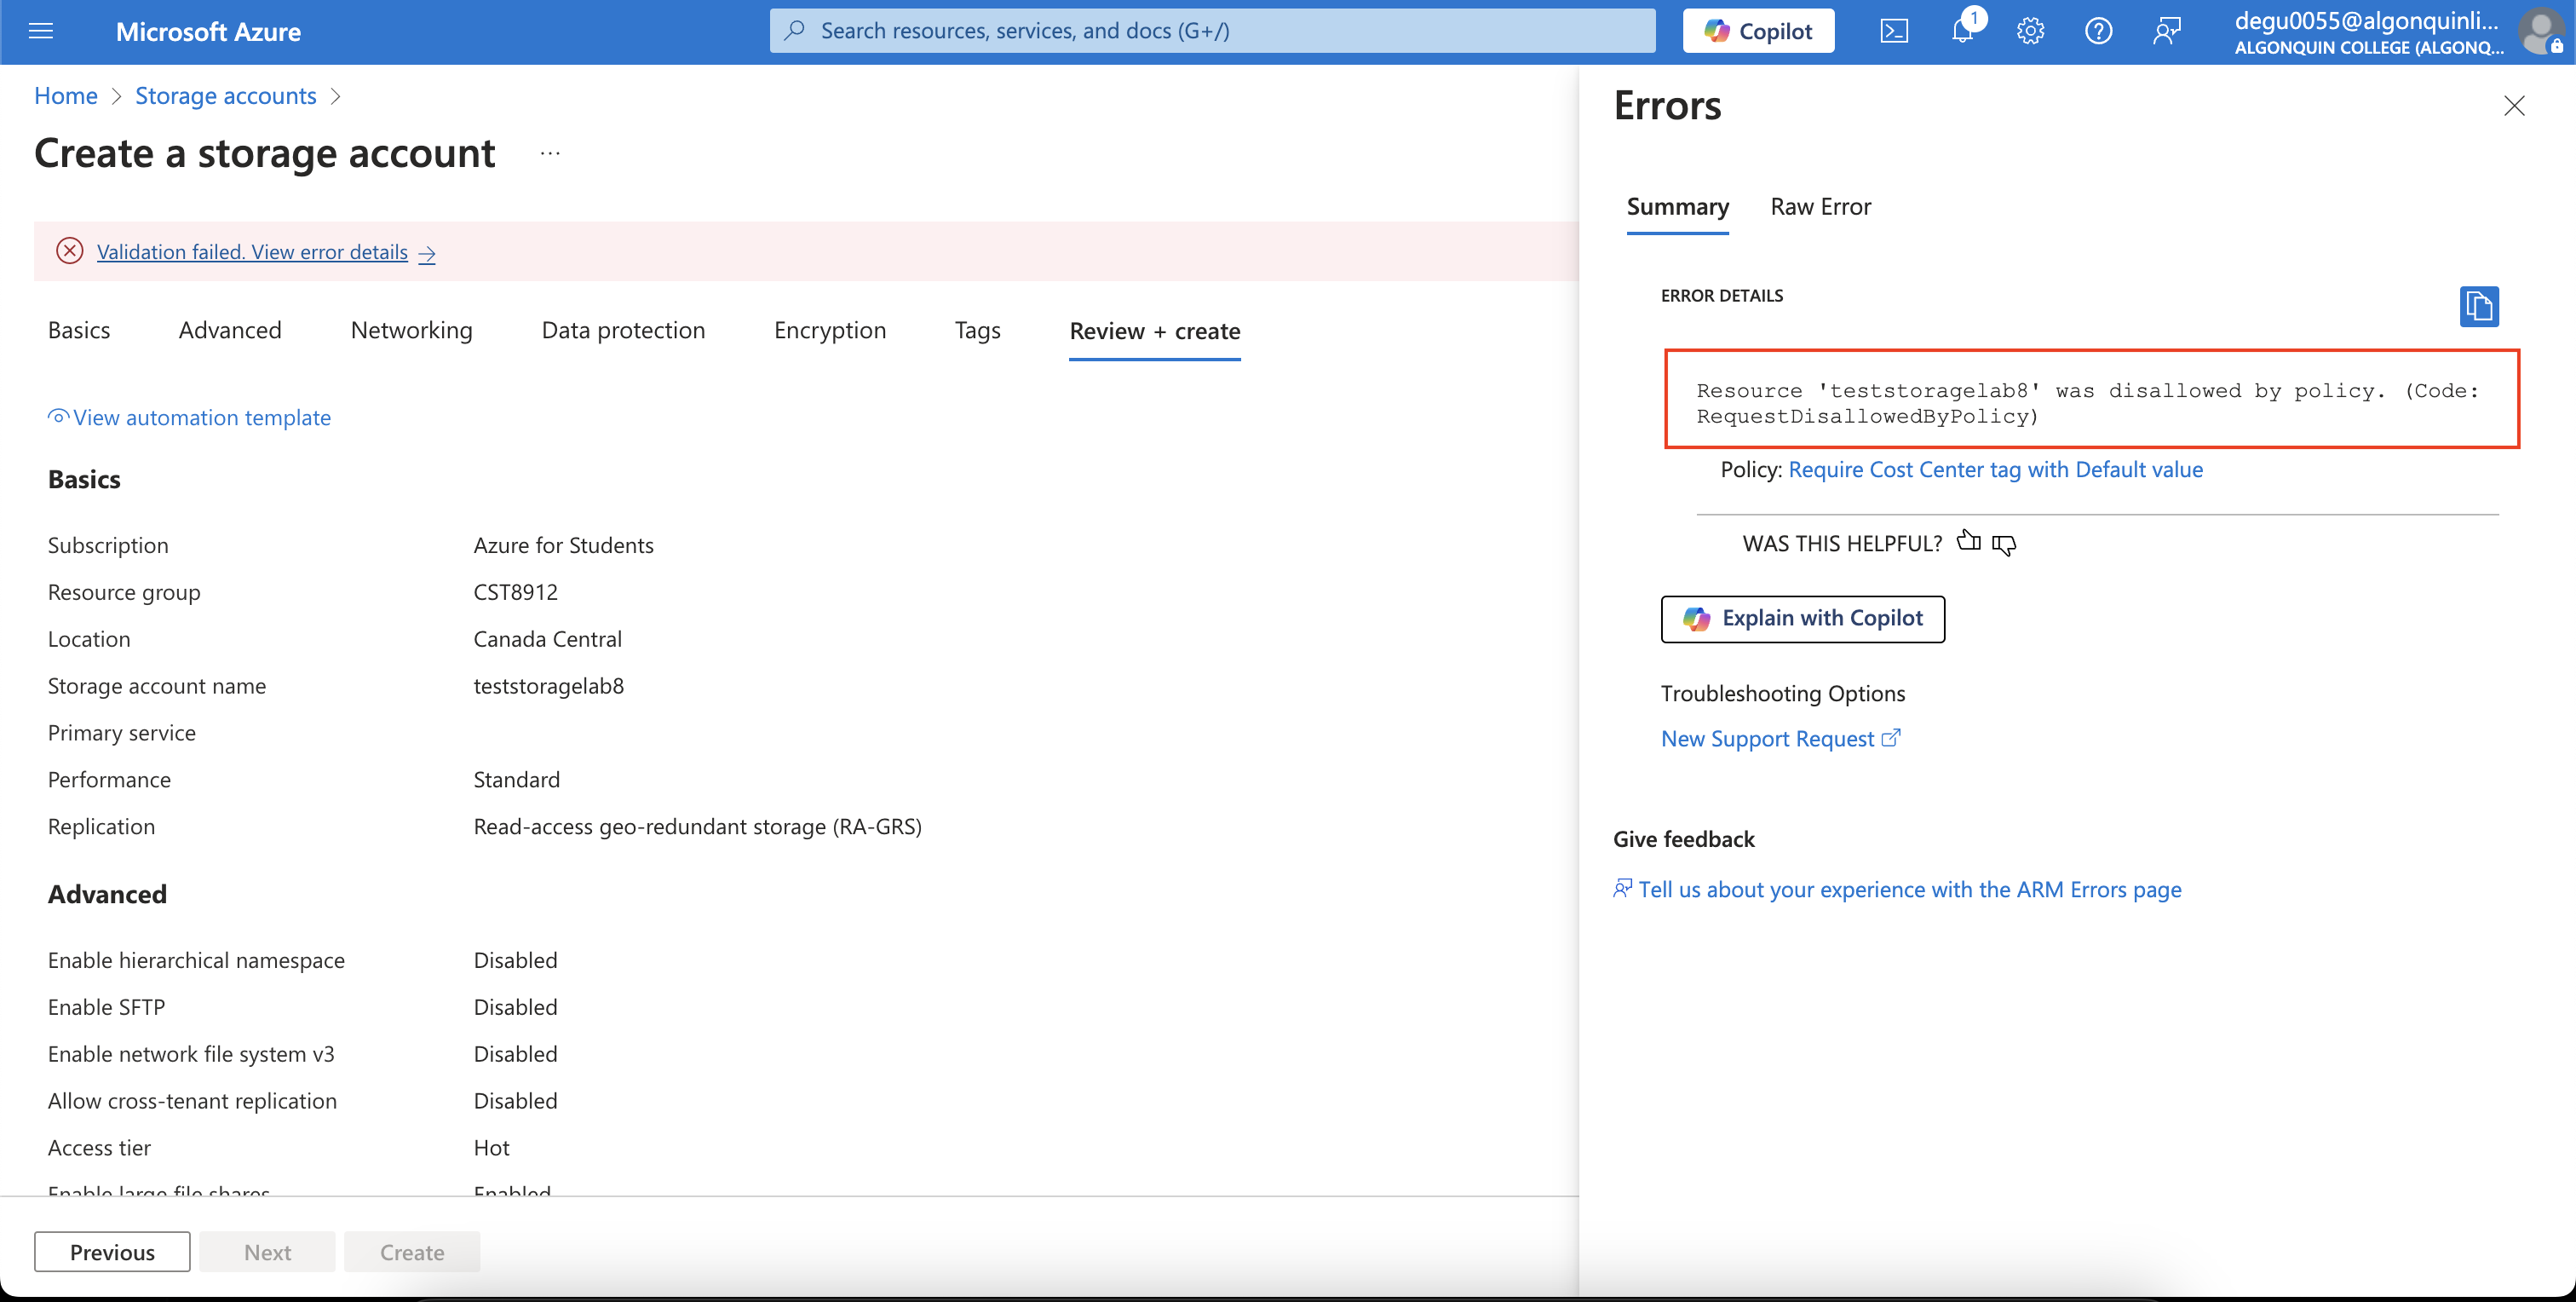 Microsoft Azure
Search resources, services, and docs (G+/)
Copilot
1
degu0055@algonquinli...
ALGONQUIN COLLEGE (ALGONQ...
Home > Storage accounts >
Create a storage account ...
Validation failed. View error details →
Basics Advanced Networking Data protection Encryption Tags Review + create
View automation template
Basics
Subscription Azure for Students
Resource group CST8912
Location Canada Central
Storage account name teststoragelab8
Primary service
Performance Standard
Replication Read-access geo-redundant storage (RA-GRS)
Advanced
Enable hierarchical namespace Disabled
Enable SFTP Disabled
Enable network file system v3 Disabled
Allow cross-tenant replication Disabled
Access tier Hot
Enable large file shares Enabled
Previous Next Create
Errors
Summary Raw Error
ERROR DETAILS
Resource 'teststoragelab8' was disallowed by policy. (Code:
RequestDisallowedByPolicy)
Policy: Require Cost Center tag with Default value
WAS THIS HELPFUL?
Explain with Copilot
Troubleshooting Options
New Support Request
Give feedback
Tell us about your experience with the ARM Errors page